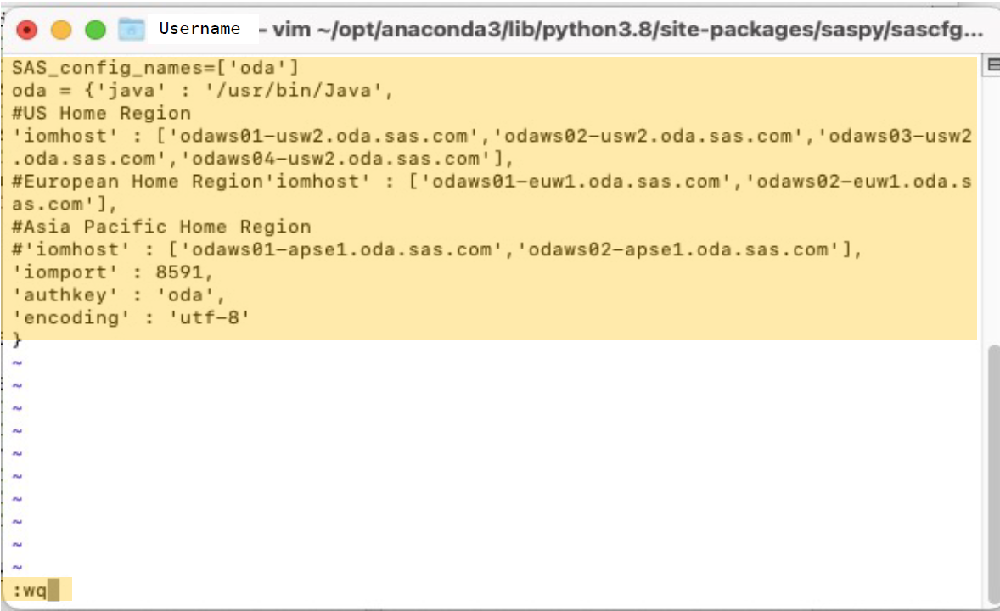 Username — vim ~/opt/anaconda3/lib/python3.8/site-packages/saspy/sascfg...
SAS_config_names=['oda']
oda = {'java' : '/usr/bin/Java',
#US Home Region
'iomhost' : ['odaws01-usw2.oda.sas.com','odaws02-usw2.oda.sas.com','odaws03-usw2
.oda.sas.com','odaws04-usw2.oda.sas.com'],
#European Home Region'iomhost' : ['odaws01-euw1.oda.sas.com','odaws02-euw1.oda.s
as.com'],
#Asia Pacific Home Region
#'iomhost' : ['odaws01-apse1.oda.sas.com','odaws02-apse1.oda.sas.com'],
'iomport' : 8591,
'authkey' : 'oda',
'encoding' : 'utf-8'
}
~
~
~
~
~
~
~
~
~
~
:wq